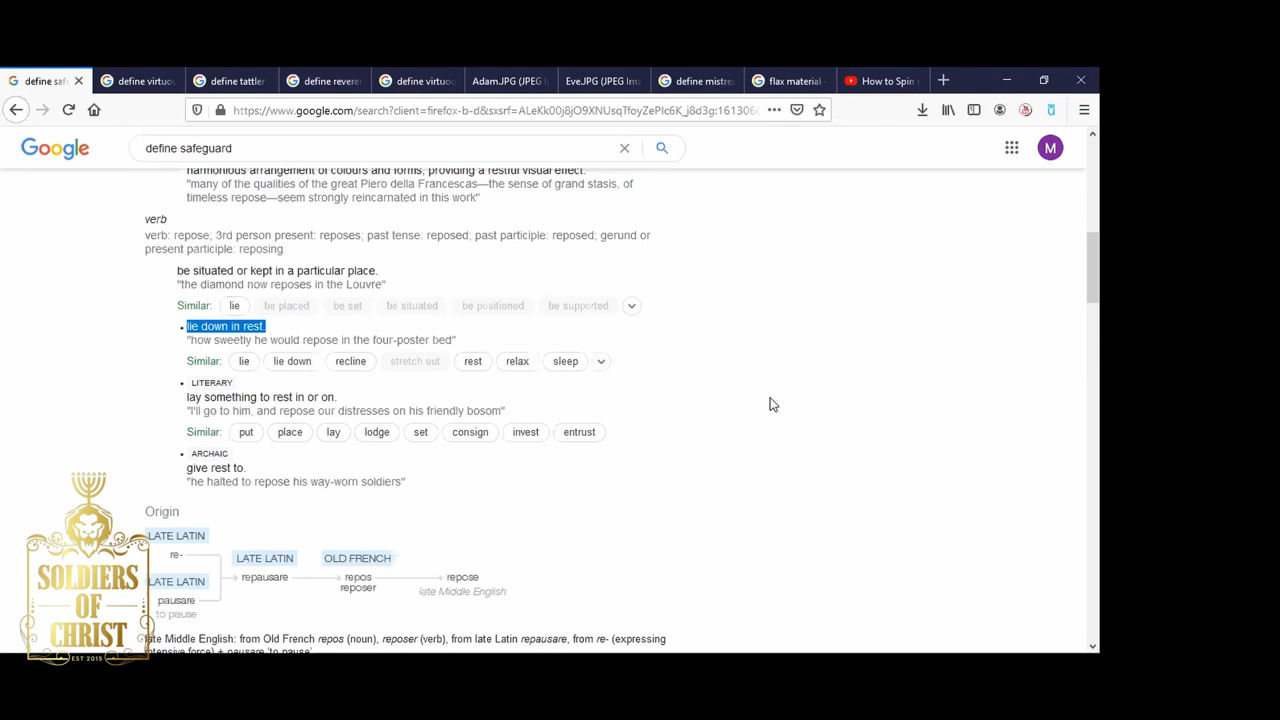 define saf
define virtuou
define tattler
define revere
define virtuo
Adam.JPG (JPEG I
Eve.JPG (JPEG Ima
define mistres
flax material -
How to Spin
https://www.google.com/search?client=firefox-b-d&sxsrf=ALeKk00j8jO9XNUsqTfoyZePIc6K_j8d3g:161306
Google
define safeguard
M
harmonious arrangement of colours and forms, providing a restful visual effect.
"many of the qualities of the great Piero della Francescas—the sense of grand stasis, of
timeless repose—seem strongly reincarnated in this work"
verb
verb: repose; 3rd person present: reposes; past tense: reposed; past participle: reposed; gerund or
present participle: reposing
be situated or kept in a particular place.
"the diamond now reposes in the Louvre"
Similar: lie be placed be set be situated be positioned be supported
• lie down in rest.
"how sweetly he would repose in the four-poster bed"
Similar: lie lie down recline stretch out rest relax sleep
• LITERARY
lay something to rest in or on.
"I'll go to him, and repose our distresses on his friendly bosom"
Similar: put place lay lodge set consign invest entrust
• ARCHAIC
give rest to.
"he halted to repose his way-worn soldiers"
Origin
LATE LATIN
re-
LATE LATIN OLD FRENCH
repausare repos repose
reposer late Middle English
LATE LATIN
pausare
to pause
late Middle English: from Old French repos (noun), reposer (verb), from late Latin repausare, from re- (expressing
intensive force) + pausare 'to pause'.
SOLDIERS
OF
CHRIST
EST 2015